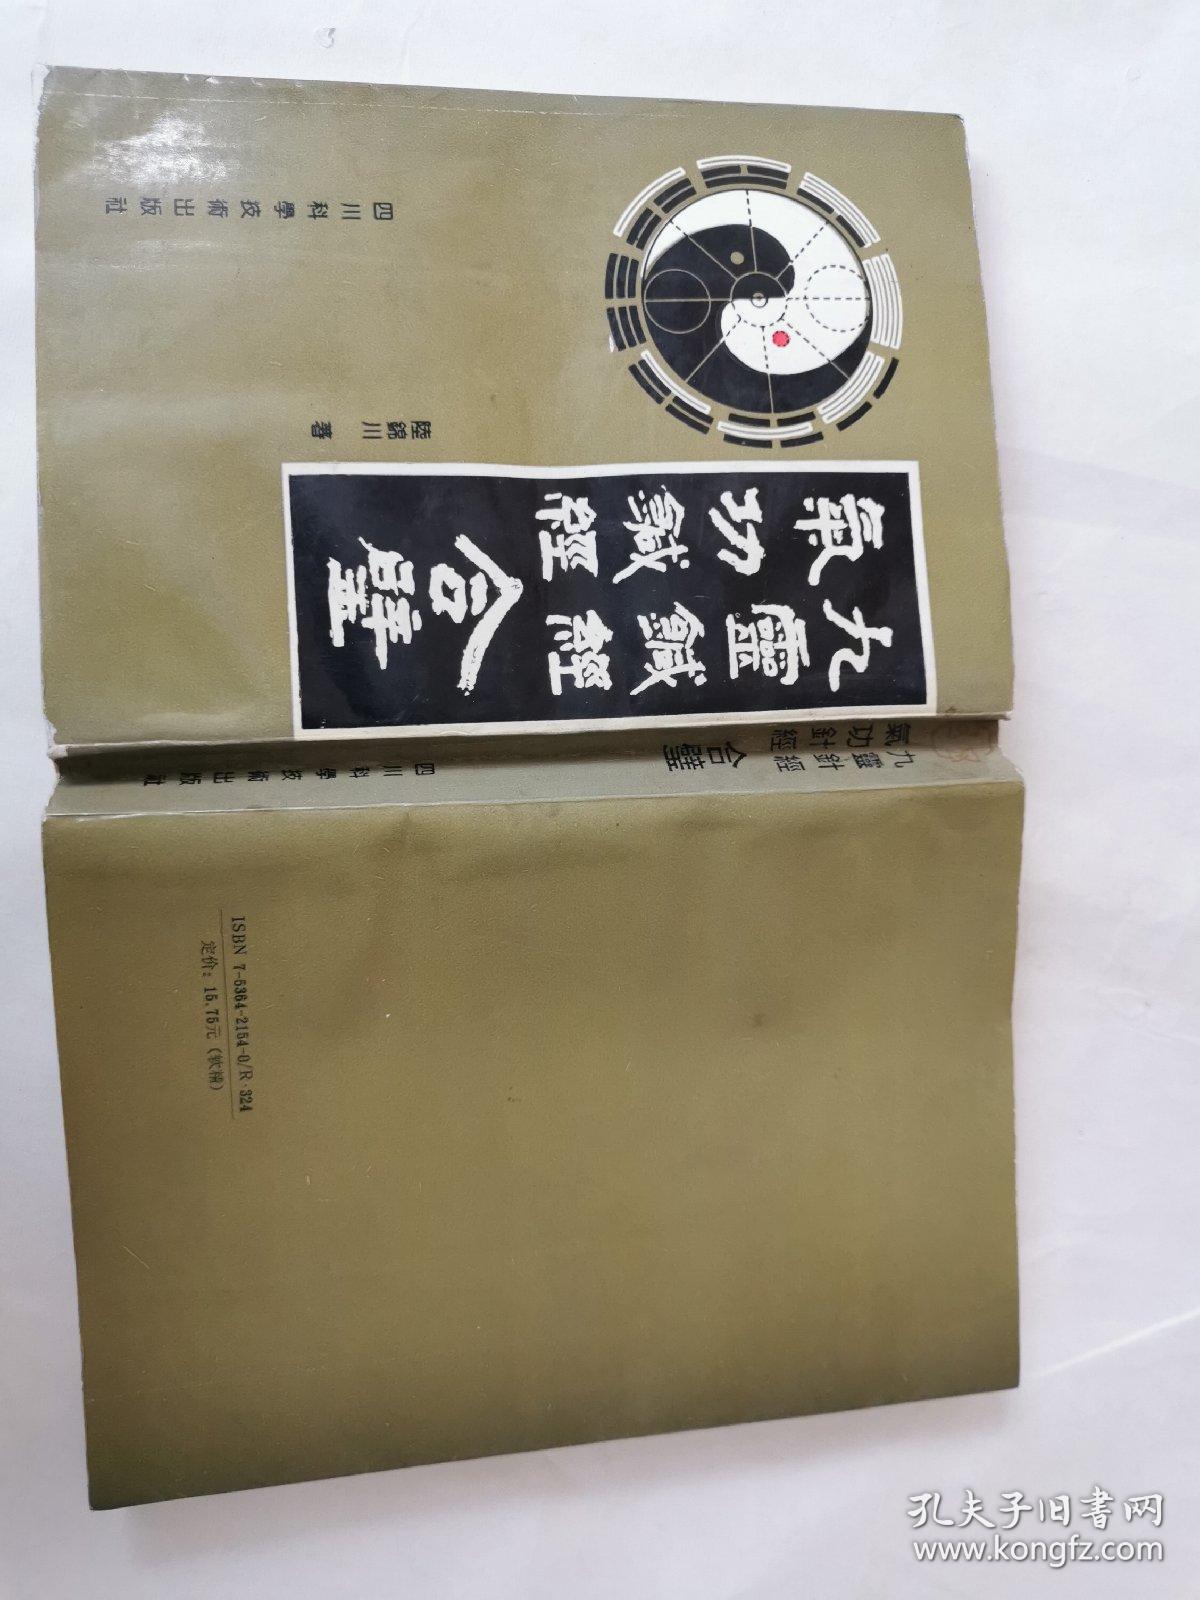 九靈鍼經
氣功鍼經
合璧
陸錦川 著
四川科學技術出版社
九靈針經
氣功針經
合璧
四川科學技術出版社
ISBN 7-5364-2154-0/R·324
定价：15.75元（软精）
孔夫子旧书网
www.kongfz.com